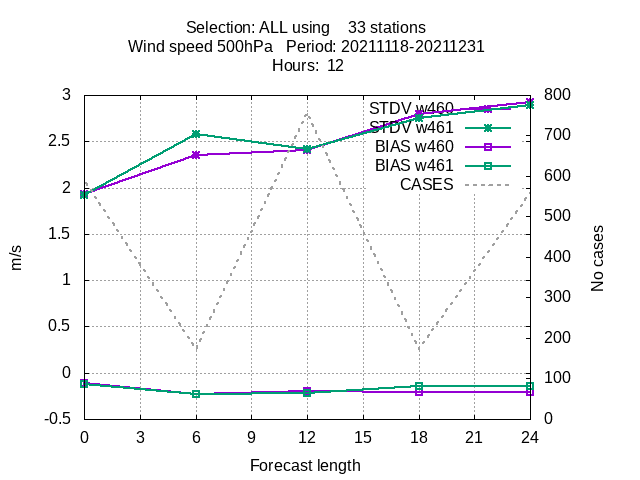 Selection: ALL using 33 stations
Wind speed 500hPa Period: 20211118-20211231
Hours: 12
3
2.5
2
1.5
1
0.5
0
-0.5
m/s
STDV w460
STDV w461
BIAS w460
BIAS w461
CASES
800
700
600
500
400
300
200
100
0
No cases
0 3 6 9 12 15 18 21 24
Forecast length